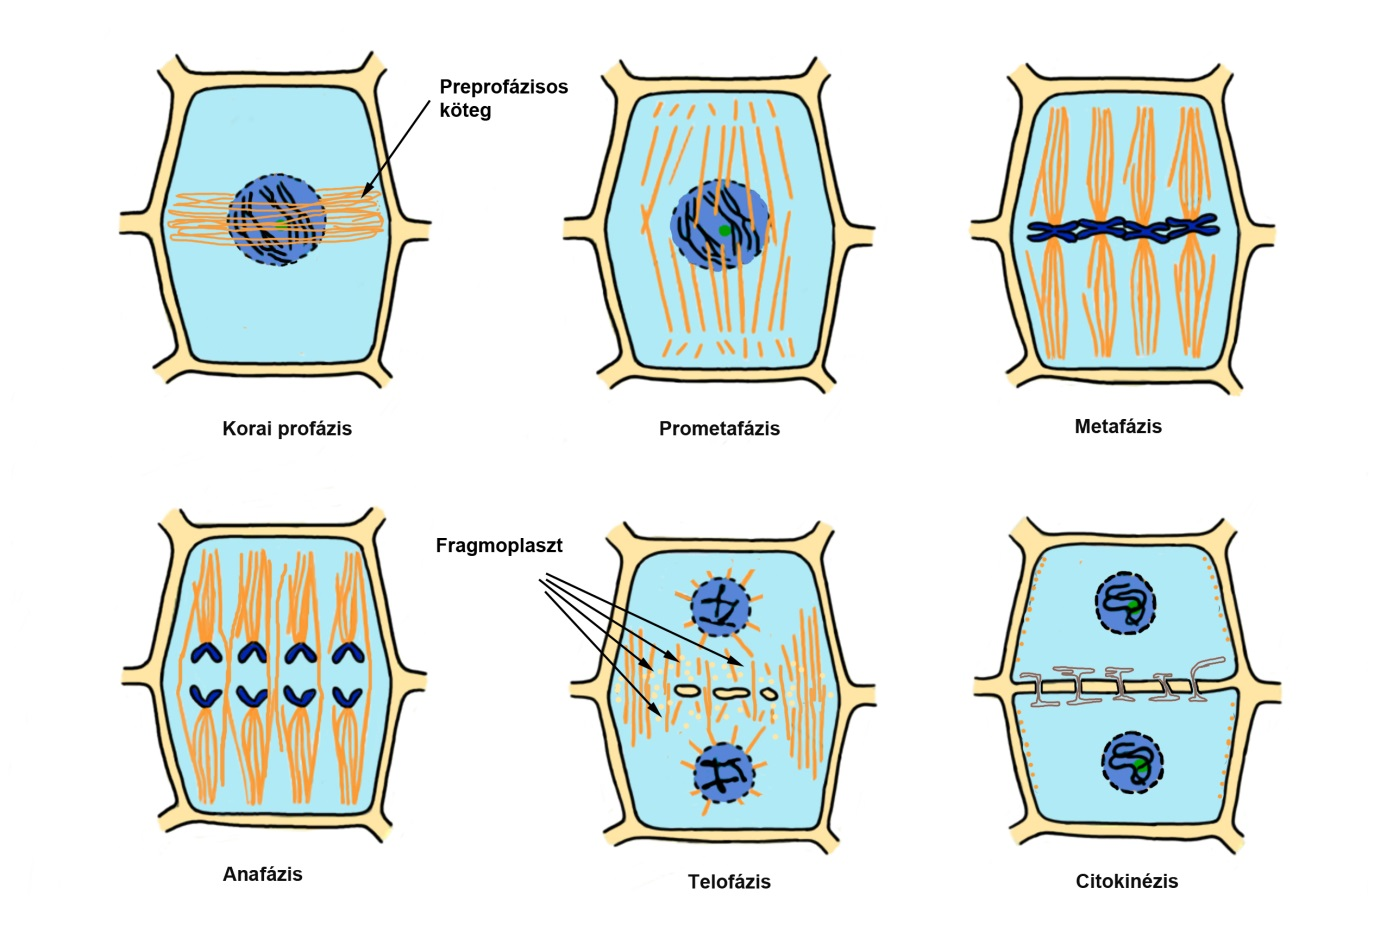 Preprofázisos
köteg
Korai profázis
Prometafázis
Metafázis
Fragmoplaszt
Anafázis
Telofázis
Citokinézis